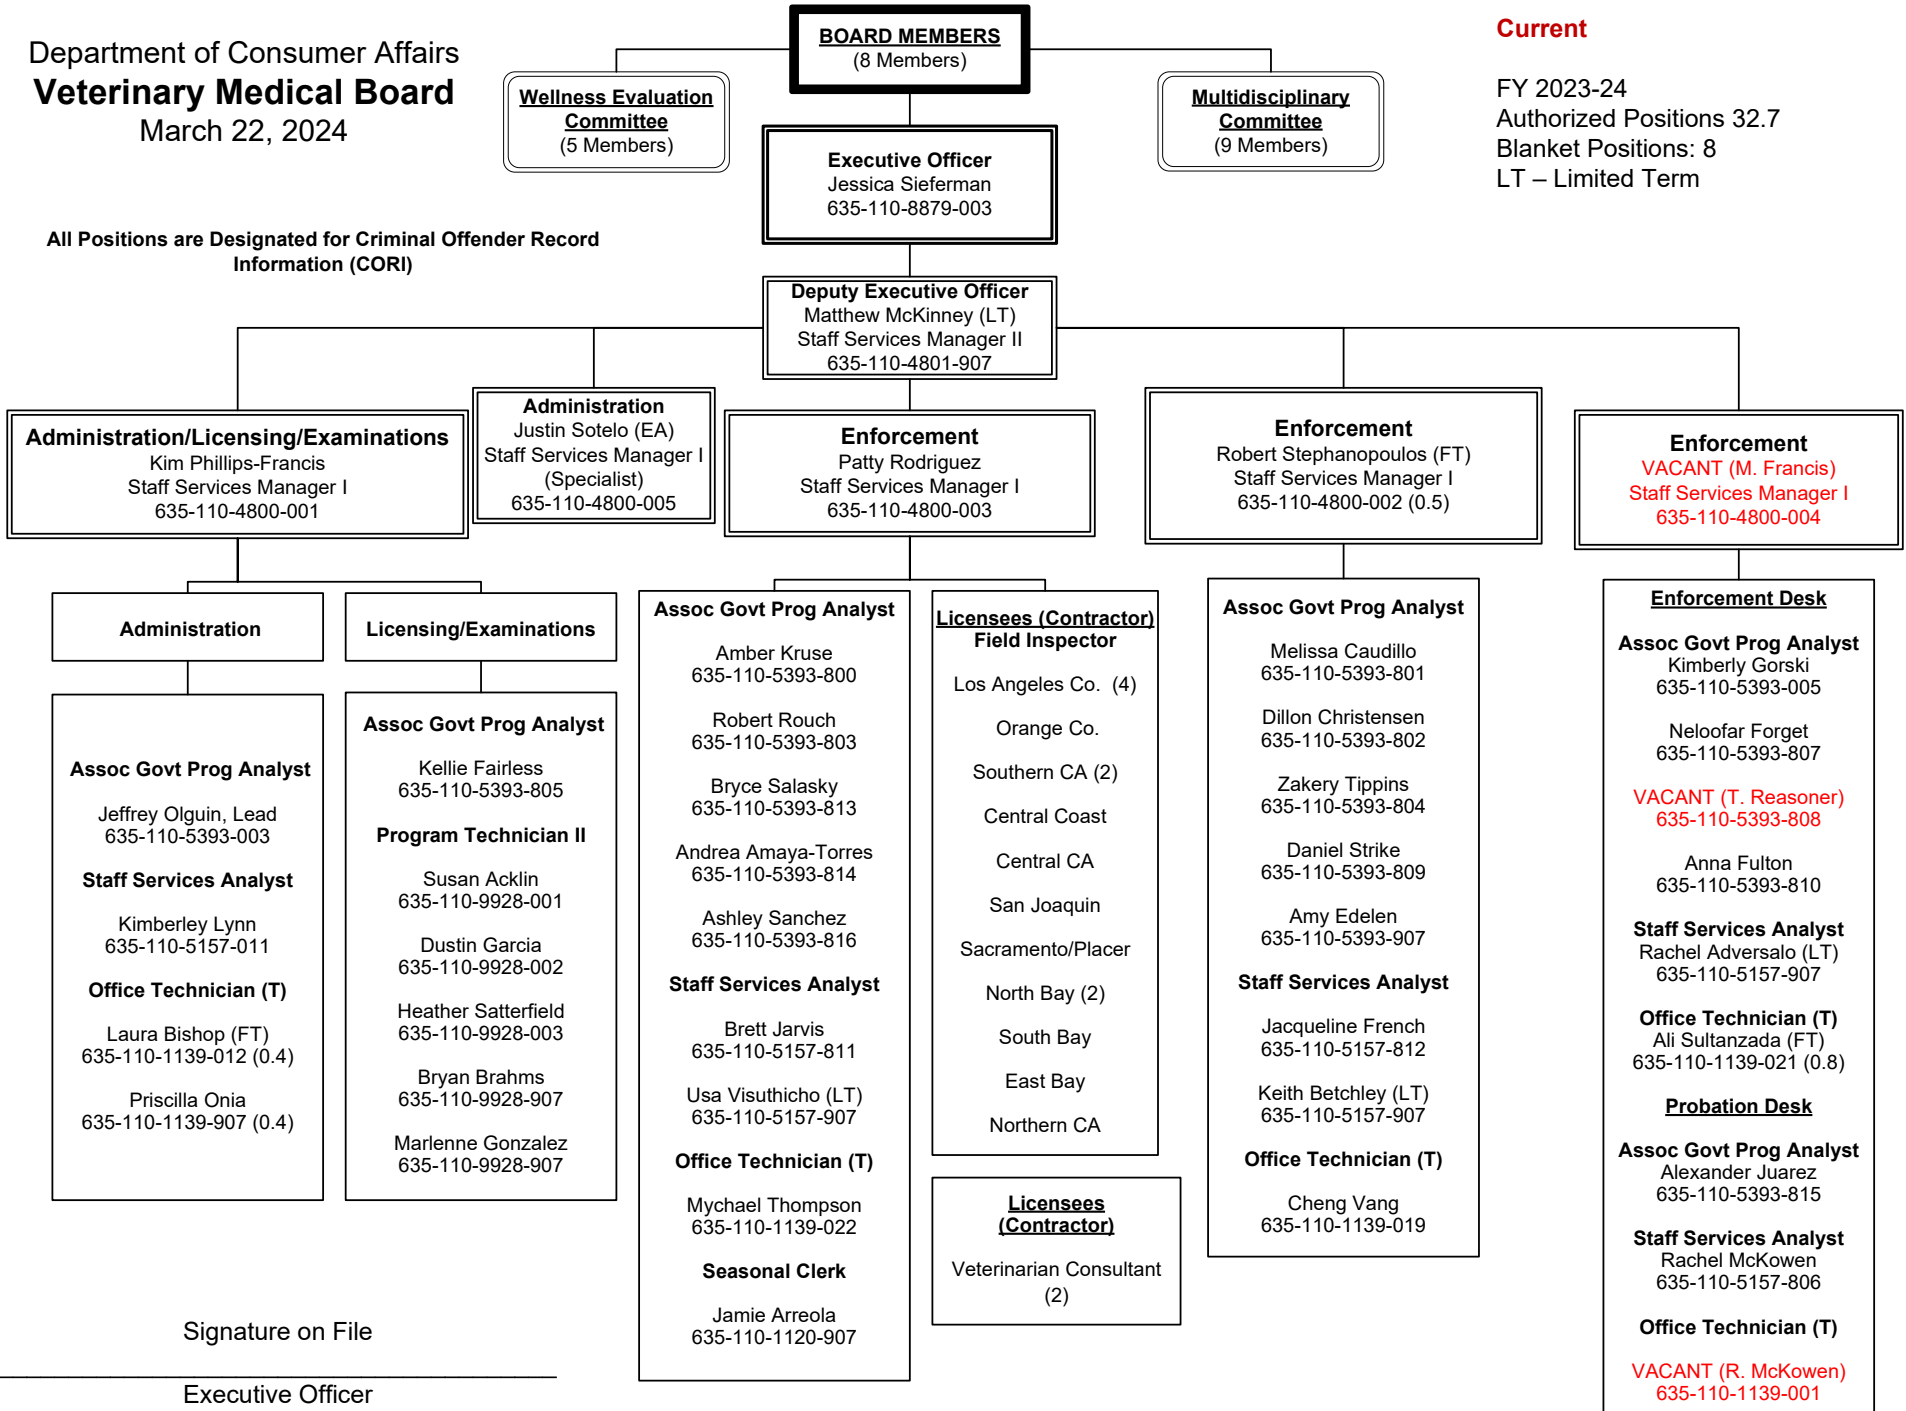 Department of Consumer Affairs
Veterinary Medical Board
March 22, 2024
BOARD MEMBERS
(8 Members)
Current
FY 2023-24
Authorized Positions 32.7
Blanket Positions: 8
LT – Limited Term
Wellness Evaluation
Committee
(5 Members)
Multidisciplinary
Committee
(9 Members)
Executive Officer
Jessica Sieferman
635-110-8879-003
All Positions are Designated for Criminal Offender Record
Information (CORI)
Deputy Executive Officer
Matthew McKinney (LT)
Staff Services Manager II
635-110-4801-907
Administration/Licensing/Examinations
Kim Phillips-Francis
Staff Services Manager I
635-110-4800-001
Administration
Justin Sotelo (EA)
Staff Services Manager I
(Specialist)
635-110-4800-005
Enforcement
Patty Rodriguez
Staff Services Manager I
635-110-4800-003
Enforcement
Robert Stephanopoulos (FT)
Staff Services Manager I
635-110-4800-002 (0.5)
Enforcement
VACANT (M. Francis)
Staff Services Manager I
635-110-4800-004
Administration
Assoc Govt Prog Analyst
Jeffrey Olguin, Lead
635-110-5393-003
Staff Services Analyst
Kimberley Lynn
635-110-5157-011
Office Technician (T)
Laura Bishop (FT)
635-110-1139-012 (0.4)
Priscilla Onia
635-110-1139-907 (0.4)
Licensing/Examinations
Assoc Govt Prog Analyst
Kellie Fairless
635-110-5393-805
Program Technician II
Susan Acklin
635-110-9928-001
Dustin Garcia
635-110-9928-002
Heather Satterfield
635-110-9928-003
Bryan Brahms
635-110-9928-907
Marlenne Gonzalez
635-110-9928-907
Assoc Govt Prog Analyst
Amber Kruse
635-110-5393-800
Robert Rouch
635-110-5393-803
Bryce Salasky
635-110-5393-813
Andrea Amaya-Torres
635-110-5393-814
Ashley Sanchez
635-110-5393-816
Staff Services Analyst
Brett Jarvis
635-110-5157-811
Usa Visuthicho (LT)
635-110-5157-907
Office Technician (T)
Mychael Thompson
635-110-1139-022
Seasonal Clerk
Jamie Arreola
635-110-1120-907
Licensees (Contractor)
Field Inspector
Los Angeles Co.  (4)
Orange Co.
Southern CA (2)
Central Coast
Central CA
San Joaquin
Sacramento/Placer
North Bay (2)
South Bay
East Bay
Northern CA
Licensees
(Contractor)
Veterinarian Consultant
(2)
Assoc Govt Prog Analyst
Melissa Caudillo
635-110-5393-801
Dillon Christensen
635-110-5393-802
Zakery Tippins
635-110-5393-804
Daniel Strike
635-110-5393-809
Amy Edelen
635-110-5393-907
Staff Services Analyst
Jacqueline French
635-110-5157-812
Keith Betchley (LT)
635-110-5157-907
Office Technician (T)
Cheng Vang
635-110-1139-019
Enforcement Desk
Assoc Govt Prog Analyst
Kimberly Gorski
635-110-5393-005
Neloofar Forget
635-110-5393-807
VACANT (T. Reasoner)
635-110-5393-808
Anna Fulton
635-110-5393-810
Staff Services Analyst
Rachel Adversalo (LT)
635-110-5157-907
Office Technician (T)
Ali Sultanzada (FT)
635-110-1139-021 (0.8)
Probation Desk
Assoc Govt Prog Analyst
Alexander Juarez
635-110-5393-815
Staff Services Analyst
Rachel McKowen
635-110-5157-806
Office Technician (T)
VACANT (R. McKowen)
635-110-1139-001
Signature on File
Executive Officer